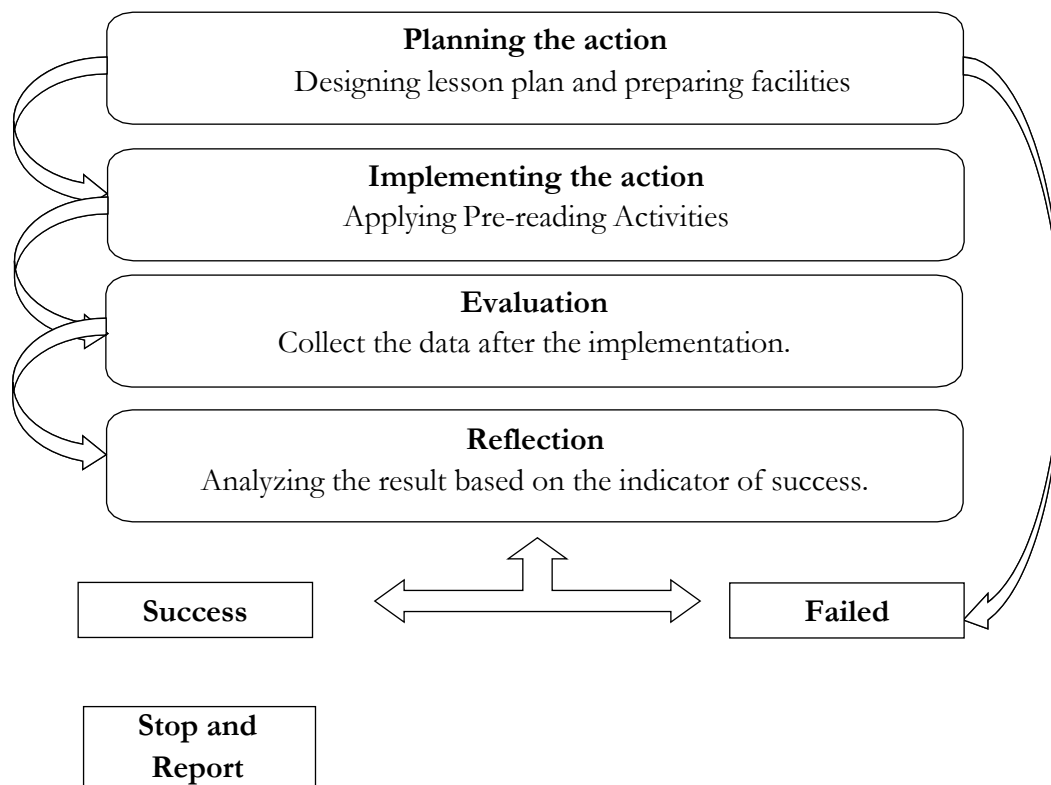 Planning the action
Designing lesson plan and preparing facilities
Implementing the action
Applying Pre-reading Activities
Evaluation
Collect the data after the implementation.
Reflection
Analyzing the result based on the indicator of success.
Success
Failed
Stop and
Report